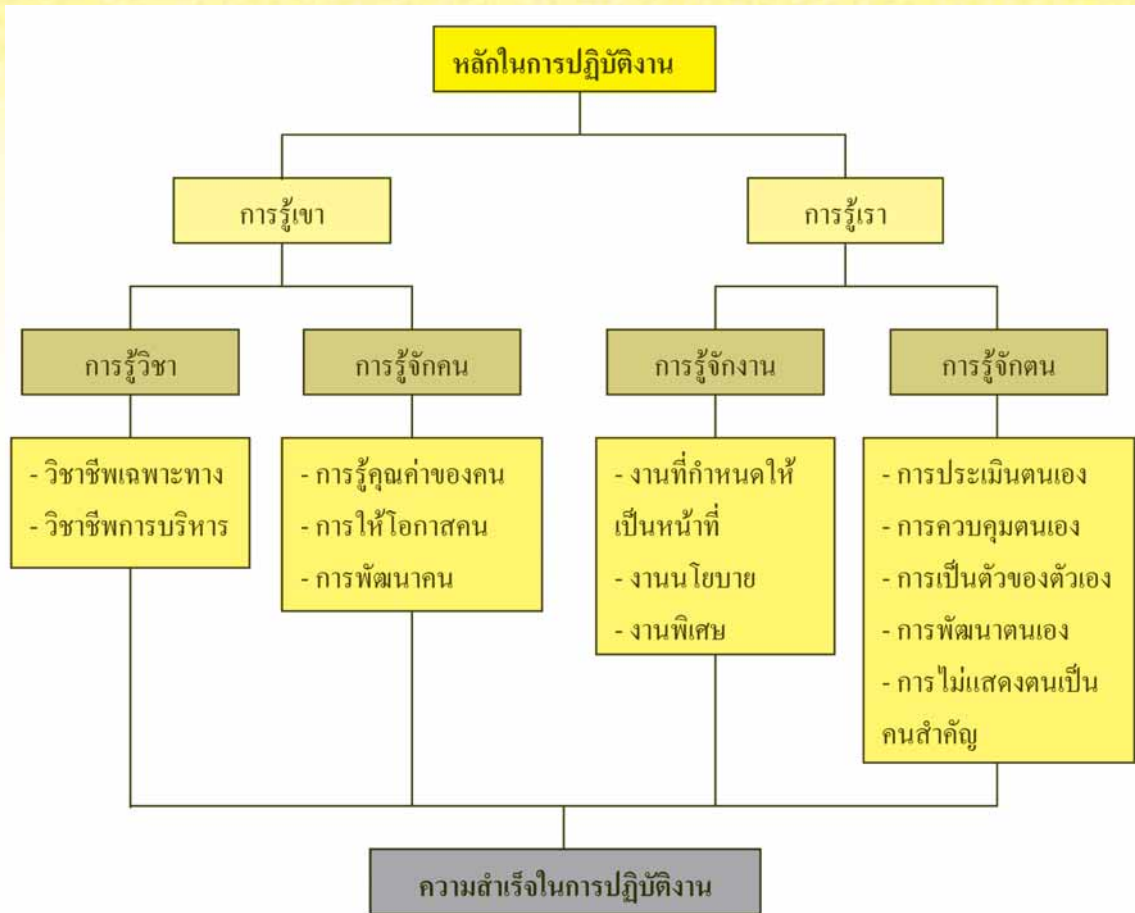 หลักในการปฏิบัติงาน
การรู้เขา
การรู้เรา
การรู้วิชา
การรู้จักคน
การรู้จักงาน
การรู้จักตน
- วิชาชีพเฉพาะทาง
- วิชาชีพการบริหาร
- การรู้คุณค่าของคน
- การให้โอกาสคน
- การพัฒนาคน
- งานที่กำหนดให้
เป็นหน้าที่
- งานนโยบาย
- งานพิเศษ
- การประเมินตนเอง
- การควบคุมตนเอง
- การเป็นตัวของตัวเอง
- การพัฒนาตนเอง
- การไม่แสดงตนเป็น
คนสำคัญ
ความสำเร็จในการปฏิบัติงาน